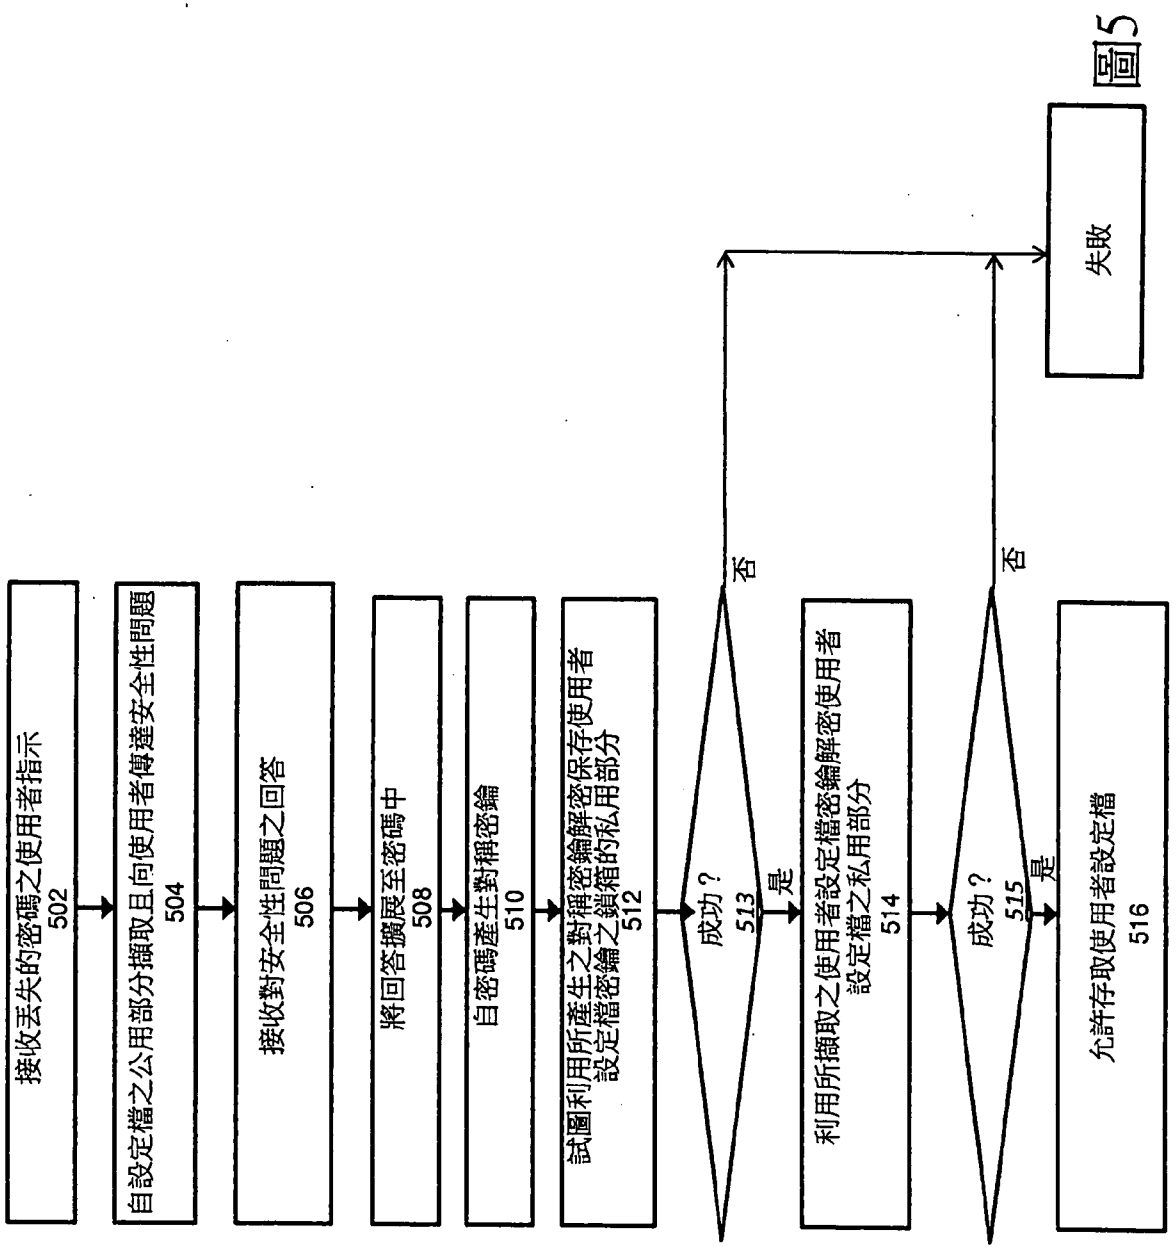 接收丟失的密碼之使用者指示
502
自設定檔之公用部分擷取且向使用者傳達安全性問題
504
接收對安全性問題之回答
506
將回答擴展至密碼中
508
自密碼產生對稱密鑰
510
試圖利用所產生之對稱密鑰解密保存使用者
設定檔密鑰之鎖箱的私用部分
512
成功？
513
否
是
利用所擷取之使用者設定檔密鑰解密使用者
設定檔之私用部分
514
成功？
515
否
是
允許存取使用者設定檔
516
失敗
圖5